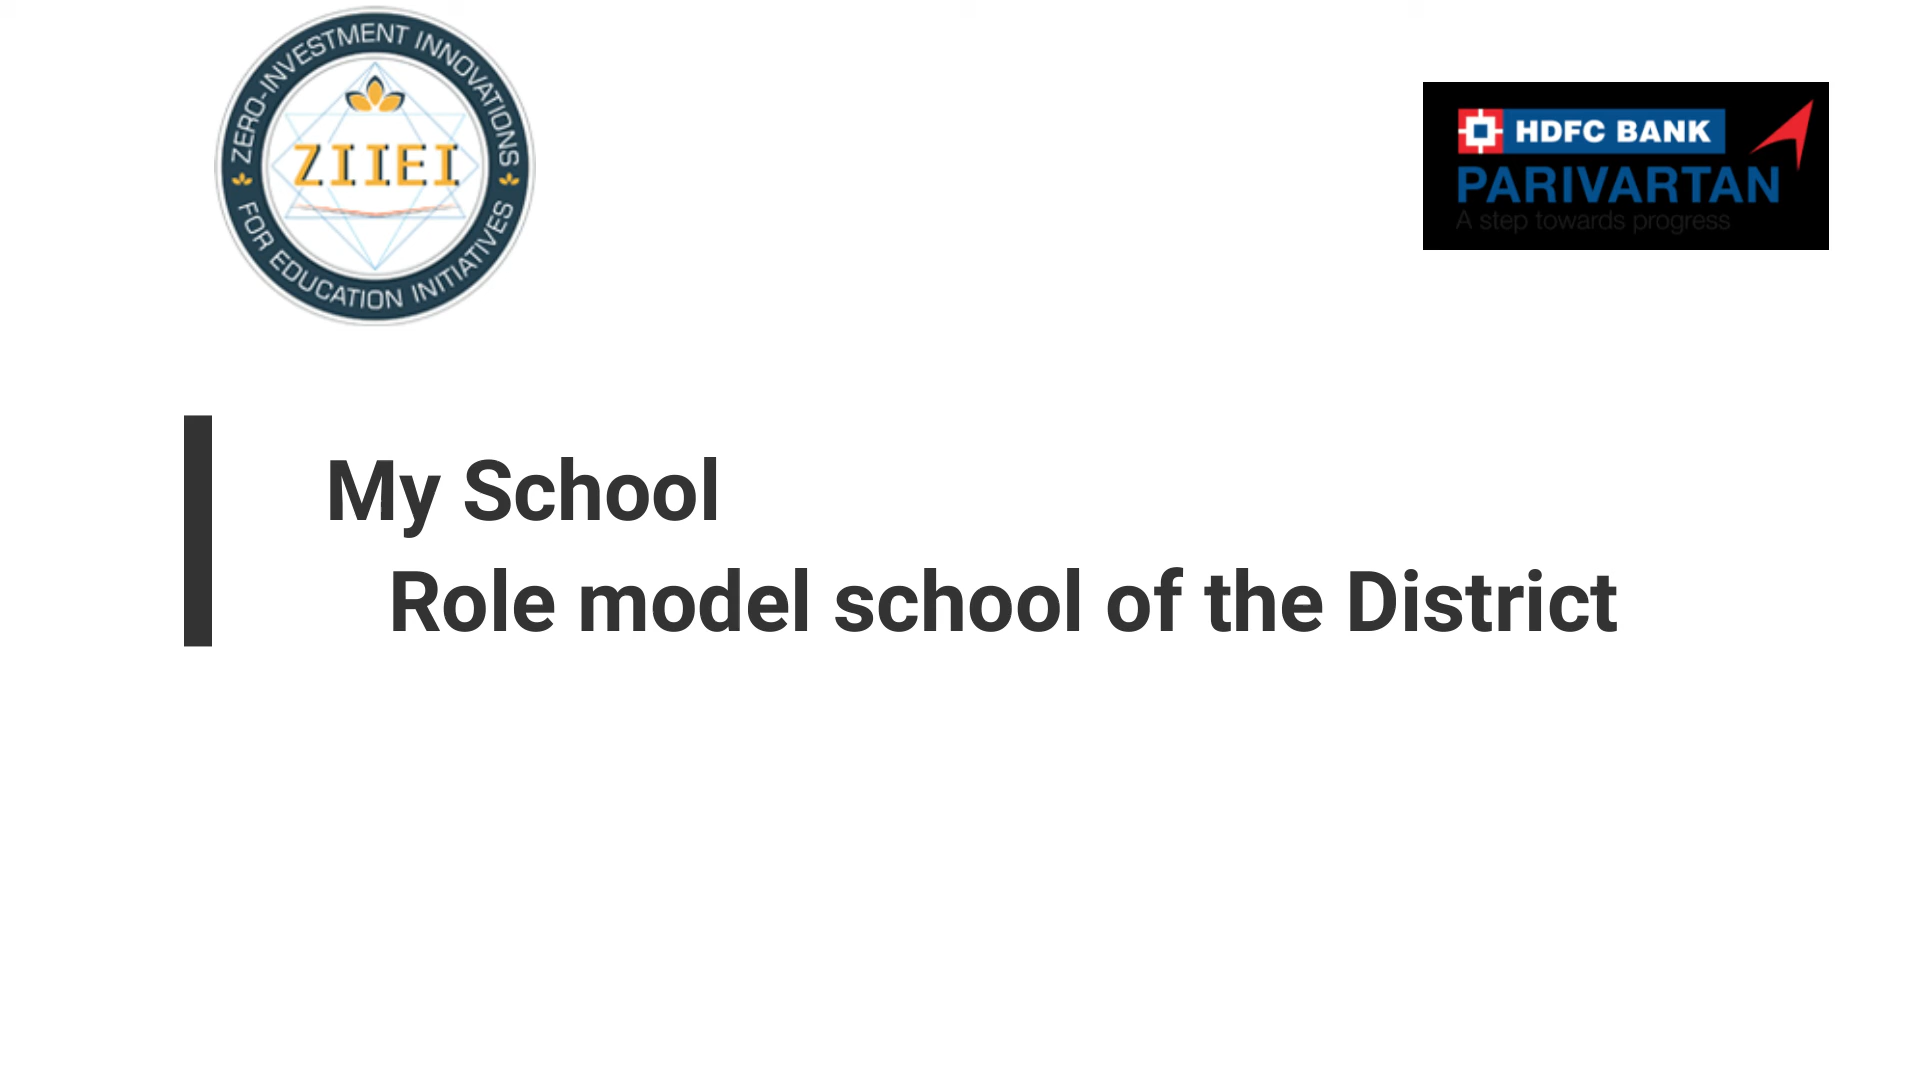 ZERO-INVESTMENT INNOVATIONS
FOR EDUCATION INITIATIVES
ZIIEI
HDFC BANK
PARIVARTAN
A step towards progress
My School
Role model school of the District